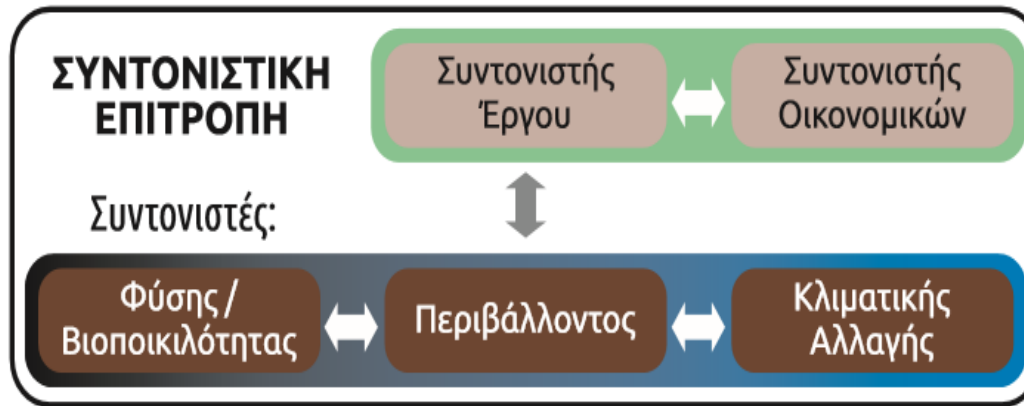 ΣΥΝΤΟΝΙΣΤΙΚΗ
ΕΠΙΤΡΟΠΗ
Συντονιστής
Έργου
Συντονιστής
Οικονομικών
Συντονιστές:
Φύσης /
Βιοποικιλότητας
Περιβάλλοντος
Κλιματικής
Αλλαγής